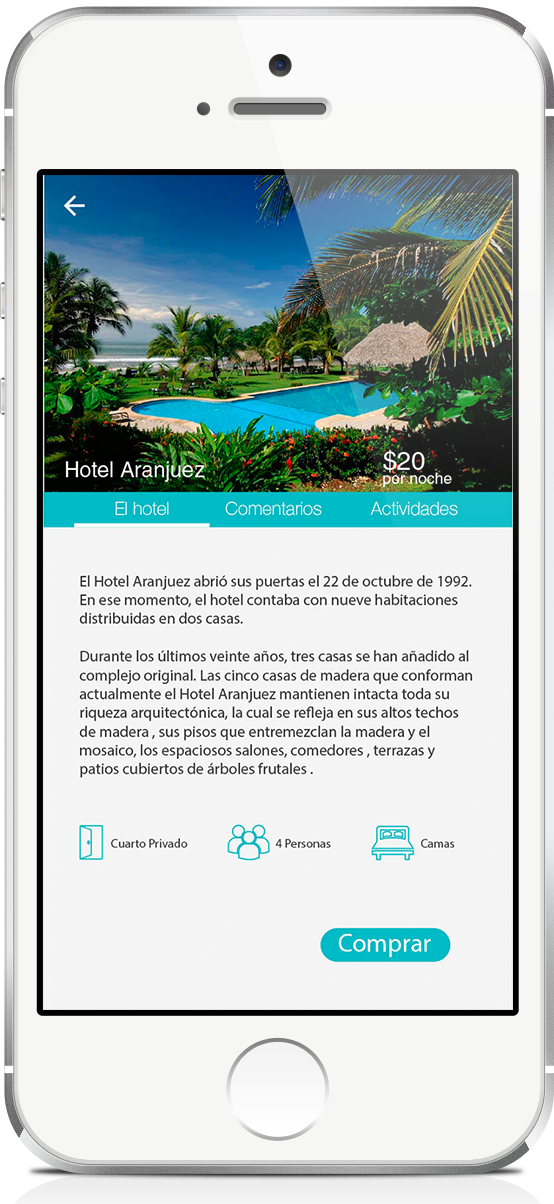 Hotel Aranjuez
$20
por noche
El hotel
Comentarios
Actividades
El Hotel Aranjuez abrió sus puertas el 22 de octubre de 1992.
En ese momento, el hotel contaba con nueve habitaciones
distribuidas en dos casas.
Durante los últimos veinte años, tres casas se han añadido al
complejo original. Las cinco casas de madera que conforman
actualmente el Hotel Aranjuez mantienen intacta toda su
riqueza arquitectónica, la cual se refleja en sus altos techos
de madera , sus pisos que entremezclan la madera y el
mosaico, los espaciosos salones, comedores , terrazas y
patios cubiertos de árboles frutales .
Cuarto Privado
4 Personas
Camas
Comprar